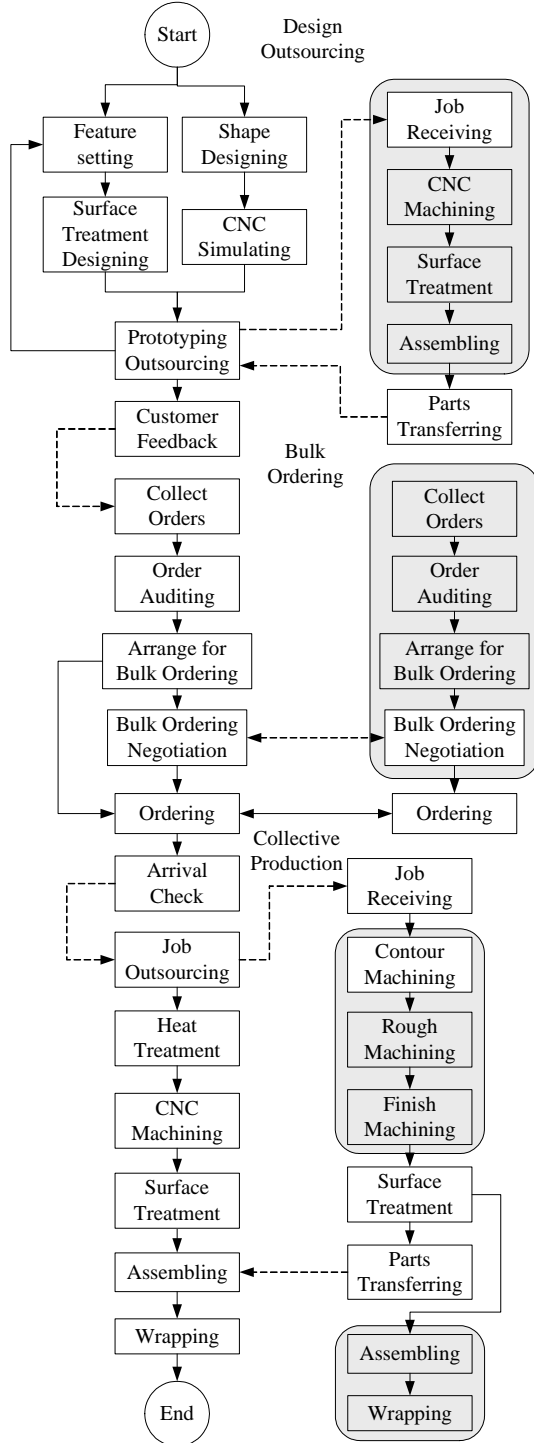 Start
Design
Outsourcing
Feature
setting
Shape
Designing
Surface
Treatment
Designing
CNC
Simulating
Prototyping
Outsourcing
Customer
Feedback
Job
Receiving
CNC
Machining
Surface
Treatment
Assembling
Parts
Transferring
Bulk
Ordering
Collect
Orders
Order
Auditing
Arrange for
Bulk Ordering
Bulk Ordering
Negotiation
Ordering
Collect
Orders
Order
Auditing
Arrange for
Bulk Ordering
Bulk Ordering
Negotiation
Ordering
Collective
Production
Arrival
Check
Job
Outsourcing
Heat
Treatment
CNC
Machining
Surface
Treatment
Assembling
Wrapping
End
Job
Receiving
Contour
Machining
Rough
Machining
Finish
Machining
Surface
Treatment
Parts
Transferring
Assembling
Wrapping